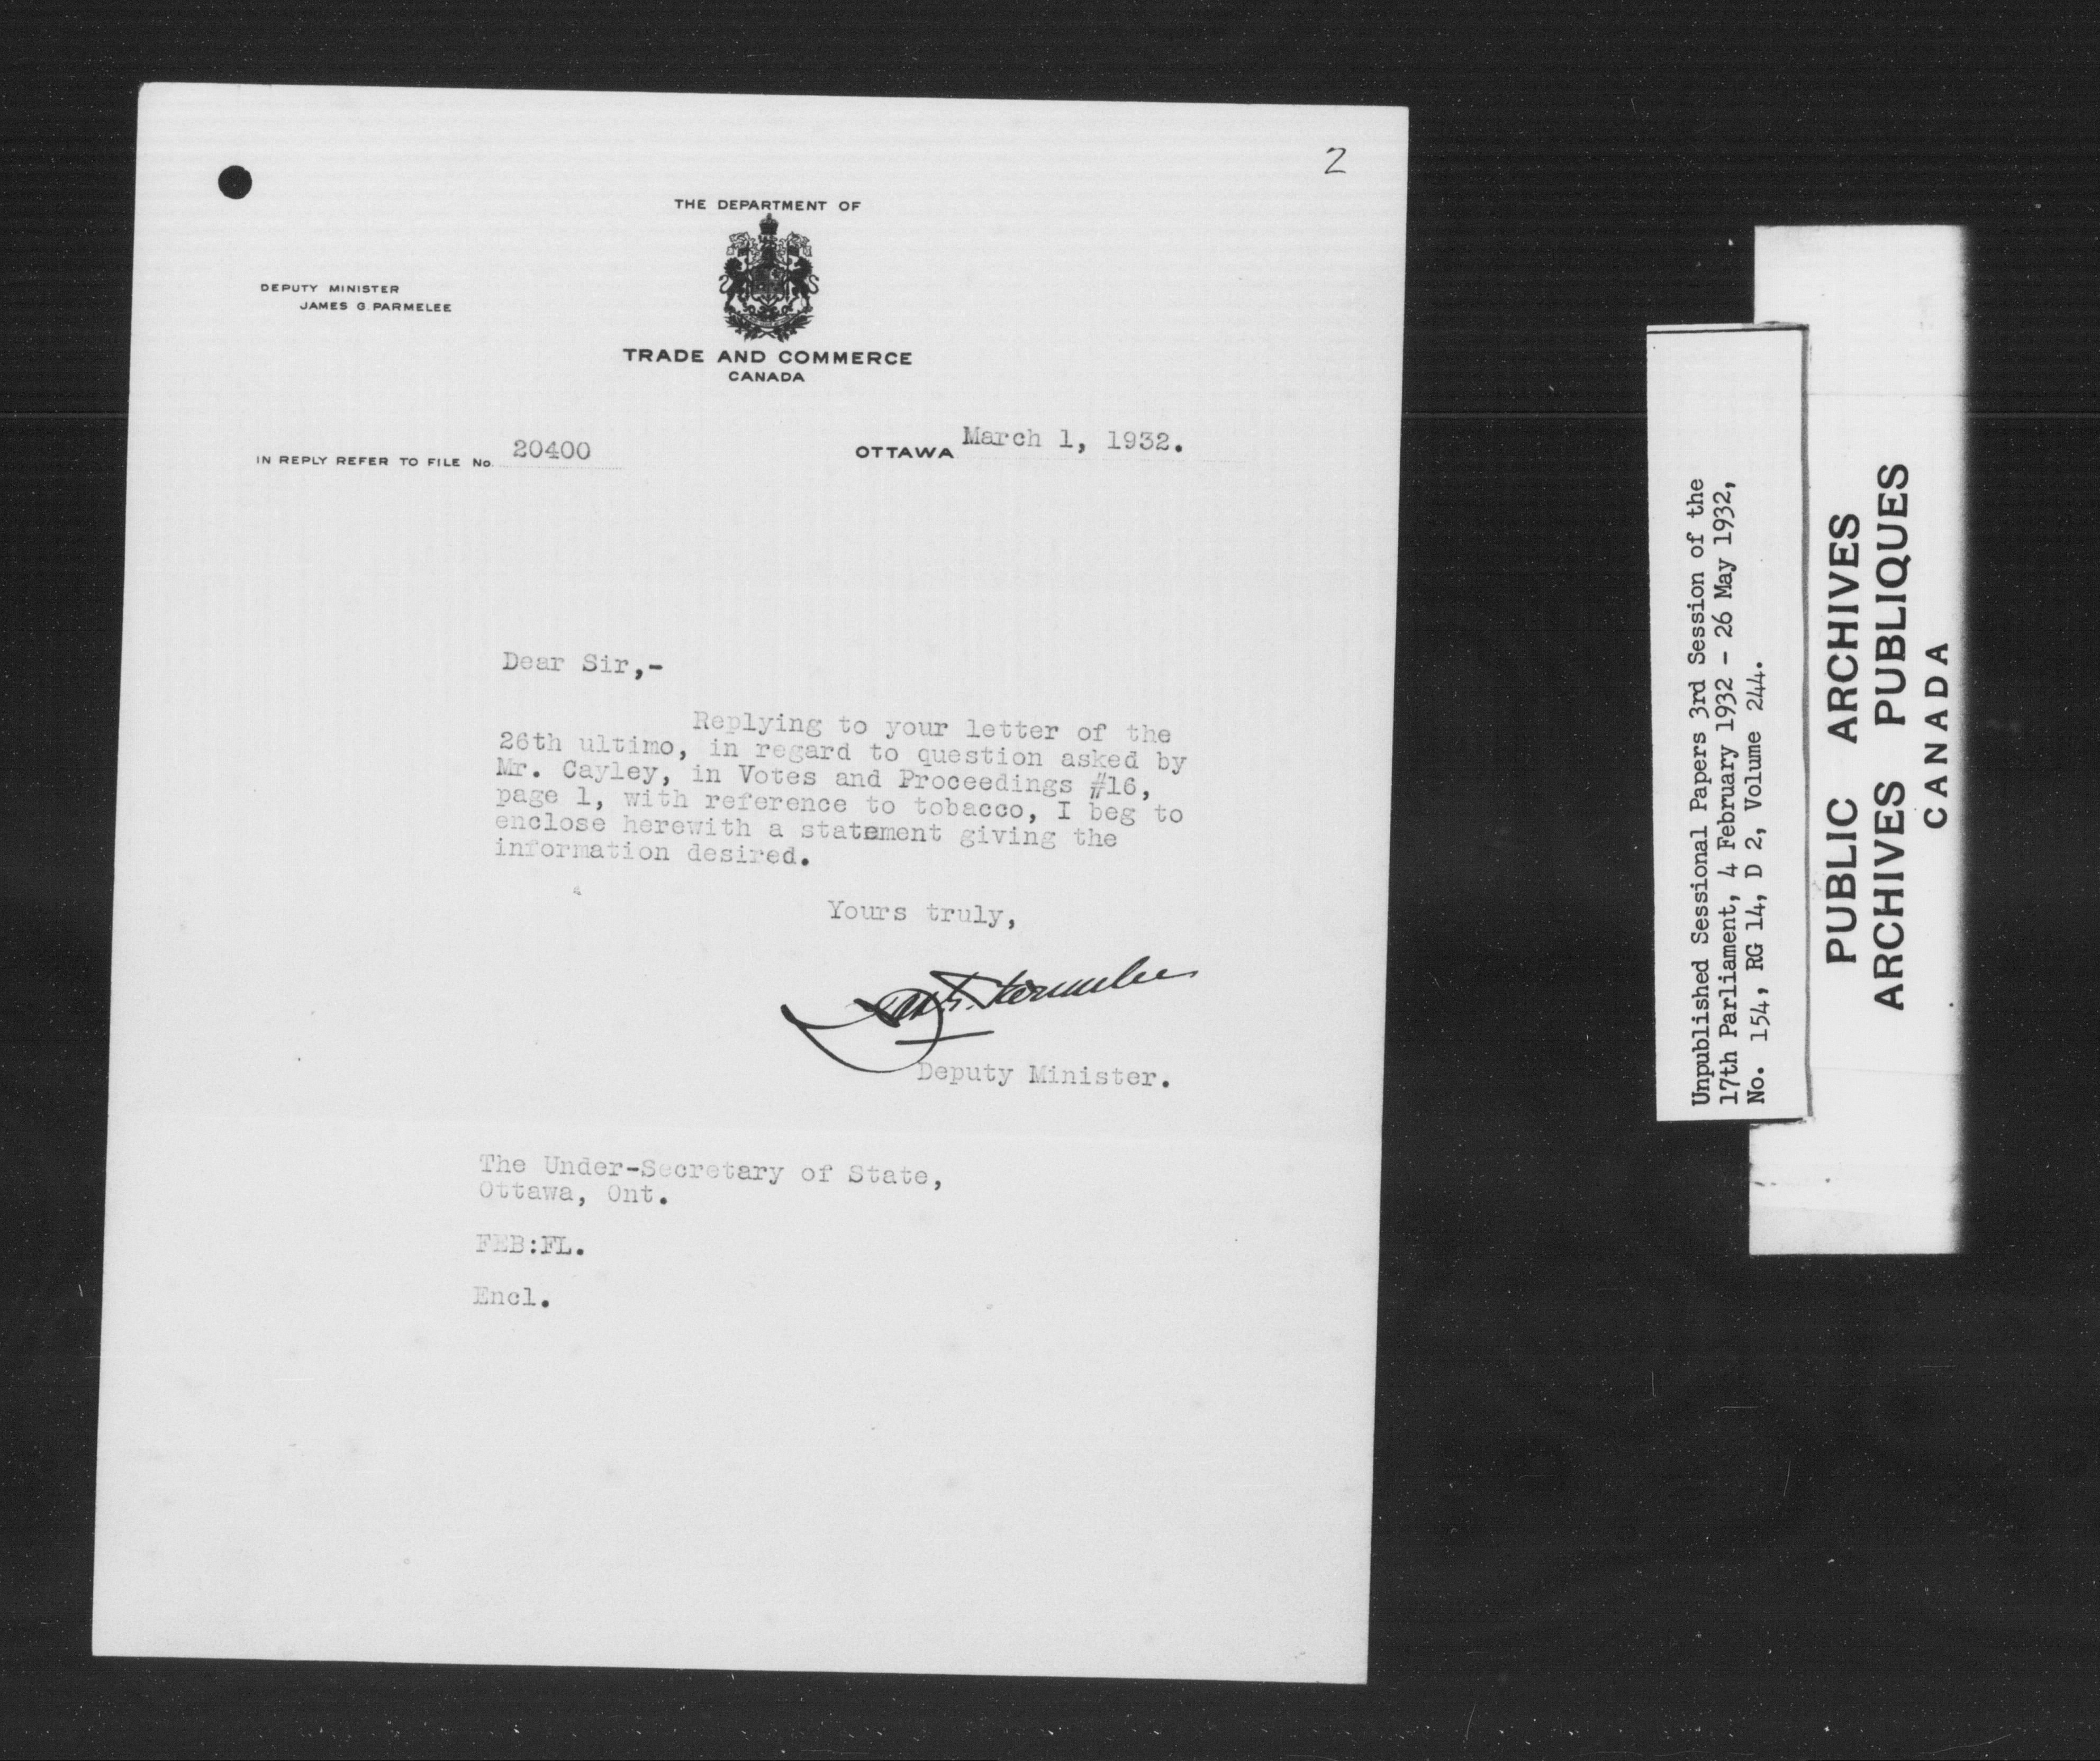 2
THE DEPARTMENT OF
DEPUTY MINISTER
JAMES G. PARMELEE
TRADE AND COMMERCE
CANADA
IN REPLY REFER TO FILE No. 20400
OTTAWA March 1, 1932.
Dear Sir,-
Replying to your letter of the
26th ultimo, in regard to question asked by
Mr. Cayley, in Votes and Proceedings #16,
page 1, with reference to tobacco, I beg to
enclose herewith a statement giving the
information desired.
Yours truly,
Deputy Minister.
The Under-Secretary of State,
Ottawa, Ont.
FEB:FL.
Encl.
Unpublished Sessional Papers 3rd Session of the
17th Parliament, 4 February 1932 - 26 May 1932,
No. 154, RG 14, D 2, Volume 244.
PUBLIC ARCHIVES
ARCHIVES PUBLIQUES
CANADA